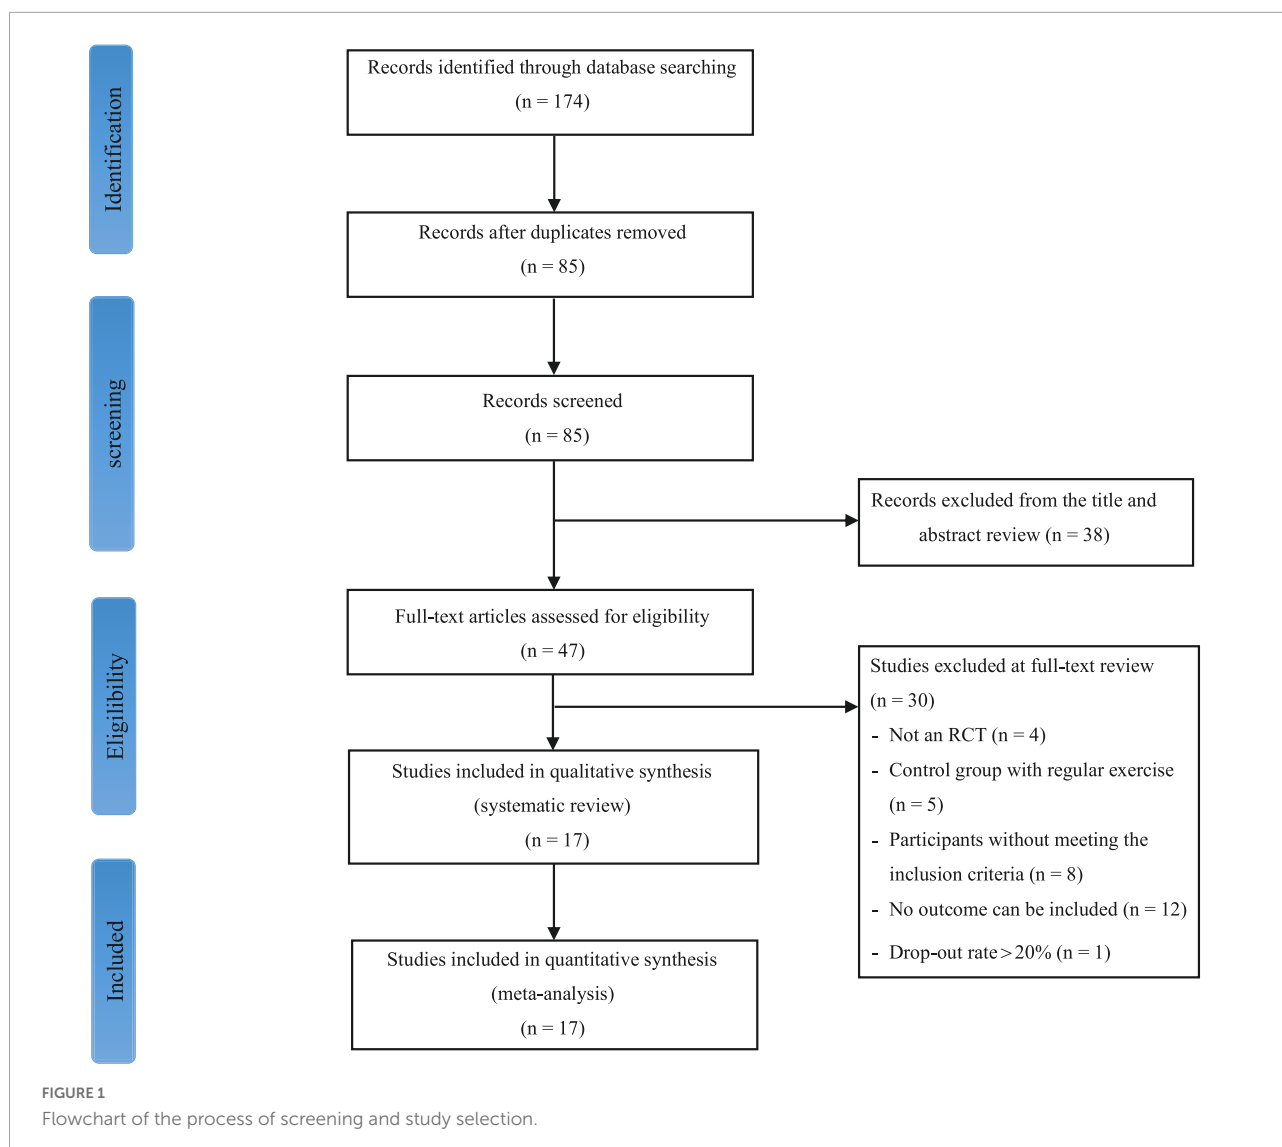 Identification
Records identified through database searching
(n = 174)
Records after duplicates removed
(n = 85)
screening
Records screened
(n = 85)
Records excluded from the title and
abstract review (n = 38)
Eligilibility
Full-text articles assessed for eligibility
(n = 47)
Studies excluded at full-text review
(n = 30)
- Not an RCT (n = 4)
- Control group with regular exercise
(n = 5)
- Participants without meeting the
inclusion criteria (n = 8)
- No outcome can be included (n = 12)
- Drop-out rate > 20% (n = 1)
Studies included in qualitative synthesis
(systematic review)
(n = 17)
Included
Studies included in quantitative synthesis
(meta-analysis)
(n = 17)
FIGURE 1
Flowchart of the process of screening and study selection.